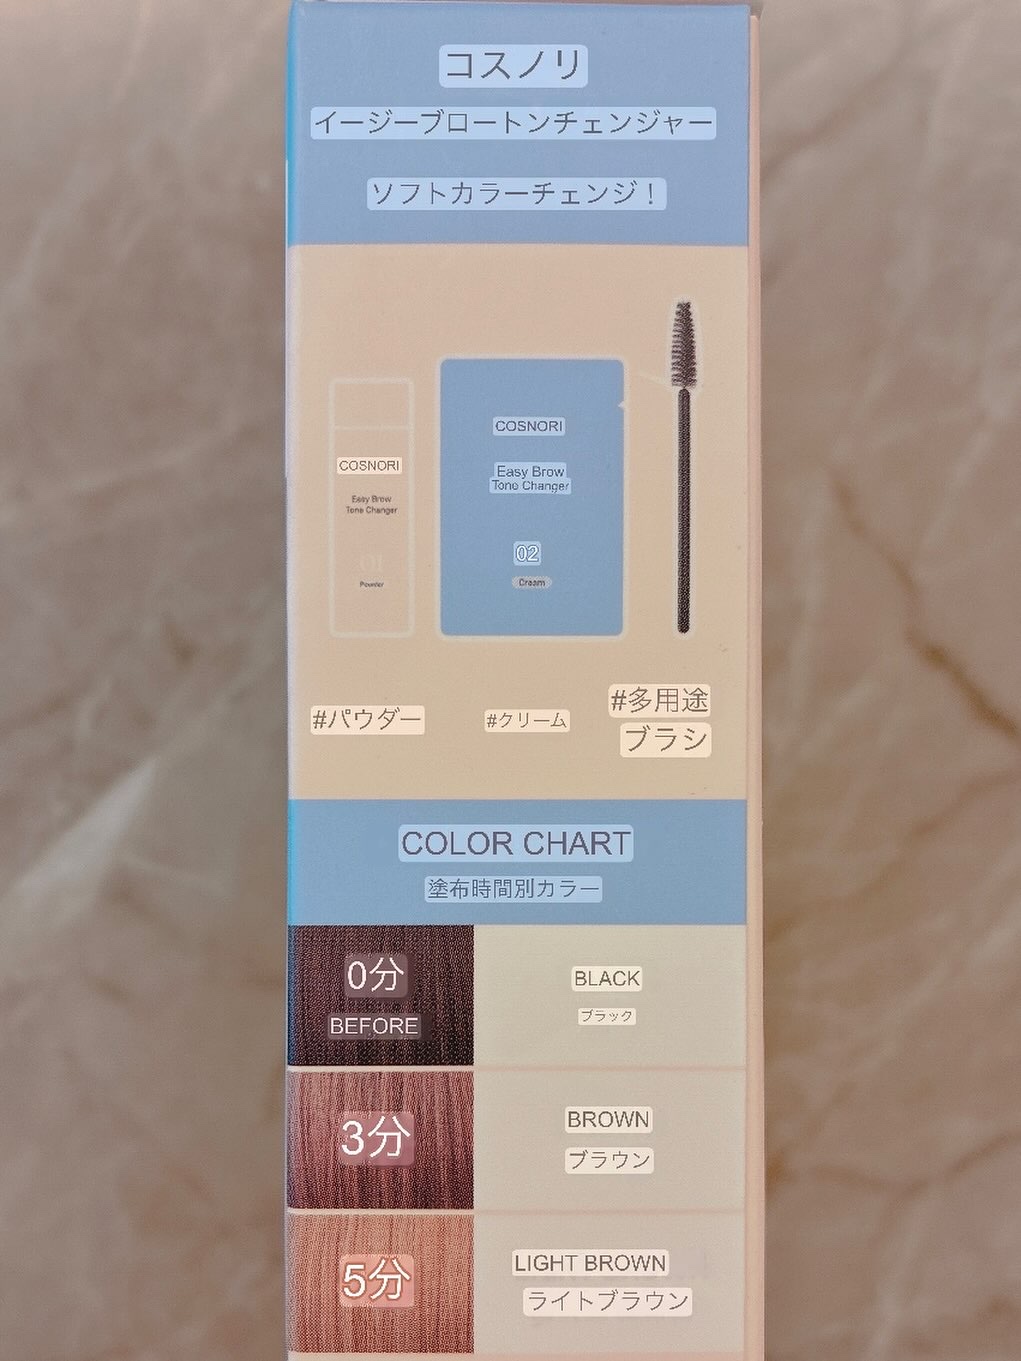 コスノリ
イージーブロートンチェンジャー
ソフトカラーチェンジ！
COSNORI
Easy Brow
Tone Changer
01
Powder
COSNORI
Easy Brow
Tone Changer
02
Cream
#パウダー
#クリーム
#多用途
ブラシ
COLOR CHART
塗布時間別カラー
0分
BEFORE
BLACK
ブラック
3分
BROWN
ブラウン
5分
LIGHT BROWN
ライトブラウン